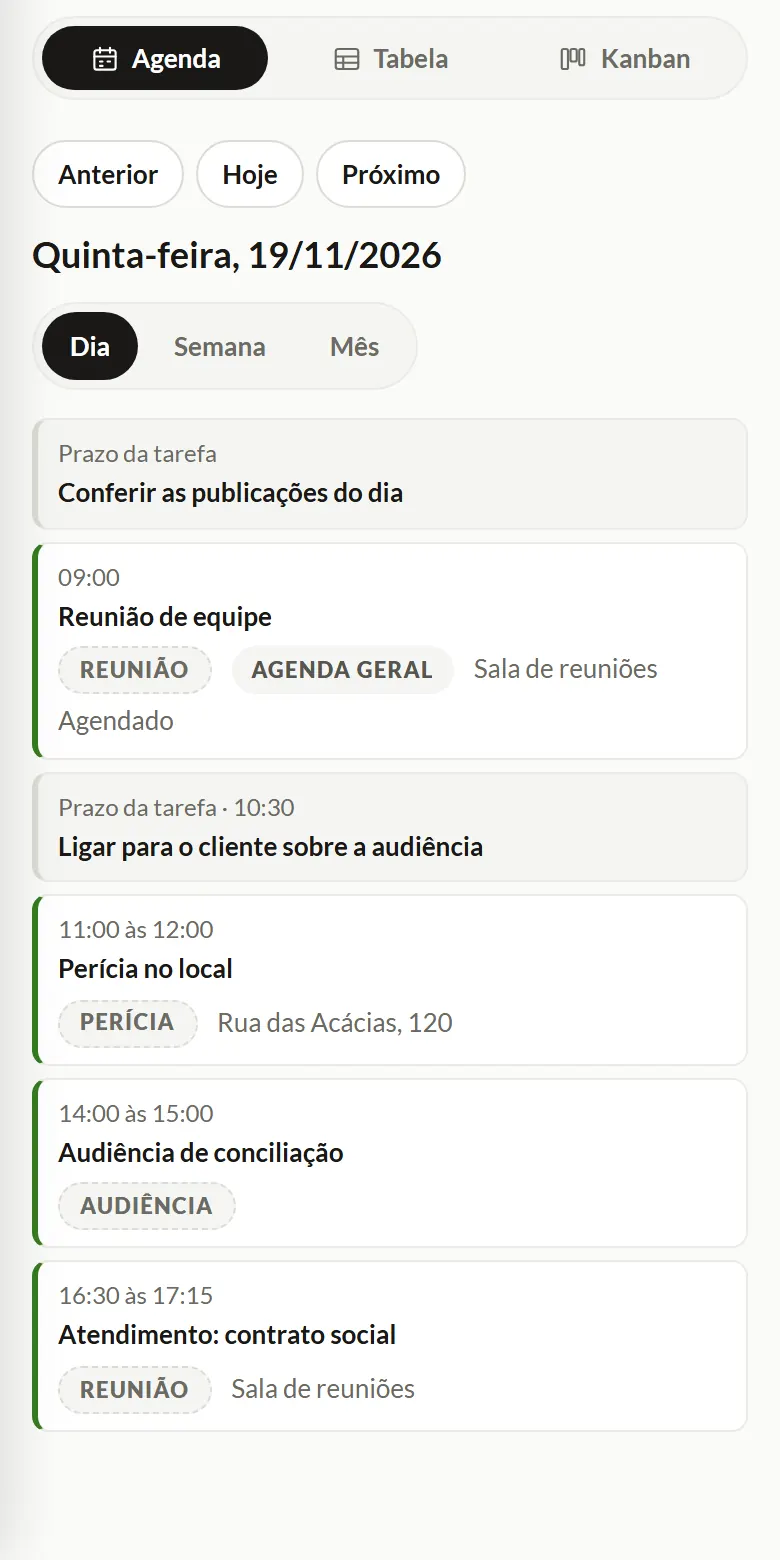 Agenda Tabela Kanban
Anterior Hoje Próximo
Quinta-feira, 19/11/2026
Dia Semana Mês
Prazo da tarefa
Conferir as publicações do dia
09:00
Reunião de equipe
REUNIÃO AGENDA GERAL Sala de reuniões
Agendado
Prazo da tarefa · 10:30
Ligar para o cliente sobre a audiência
11:00 às 12:00
Perícia no local
PERÍCIA Rua das Acácias, 120
14:00 às 15:00
Audiência de conciliação
AUDIÊNCIA
16:30 às 17:15
Atendimento: contrato social
REUNIÃO Sala de reuniões